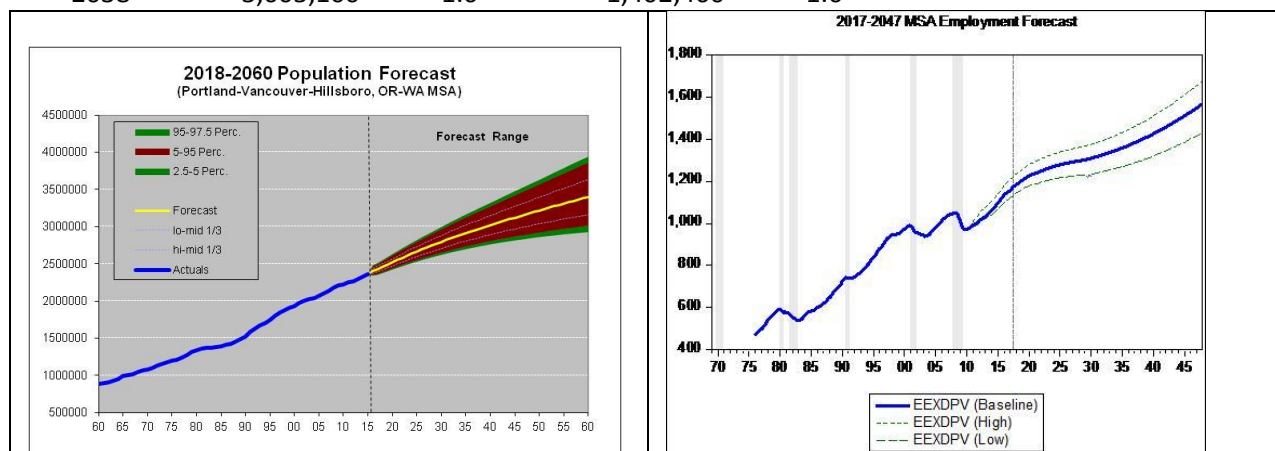 2018-2060 Population Forecast
(Portland-Vancouver-Hillsboro, OR-WA MSA)
4500000
4000000
3500000
3000000
2500000
2000000
1500000
1000000
500000
95-97.5 Perc.
5-95 Perc.
2.5-5 Perc.
Forecast
lo-mid 1/3
hi-mid 1/3
Actuals
Forecast Range
60 65 70 75 80 85 90 95 00 05 10 15 20 25 30 35 40 45 50 55 60
2017-2047 MSA Employment Forecast
1,800
1,600
1,400
1,200
1,000
800
600
400
70 75 80 85 90 95 00 05 10 15 20 25 30 35 40 45
EEXDPV (Baseline)
EEXDPV (High)
EEXDPV (Low)